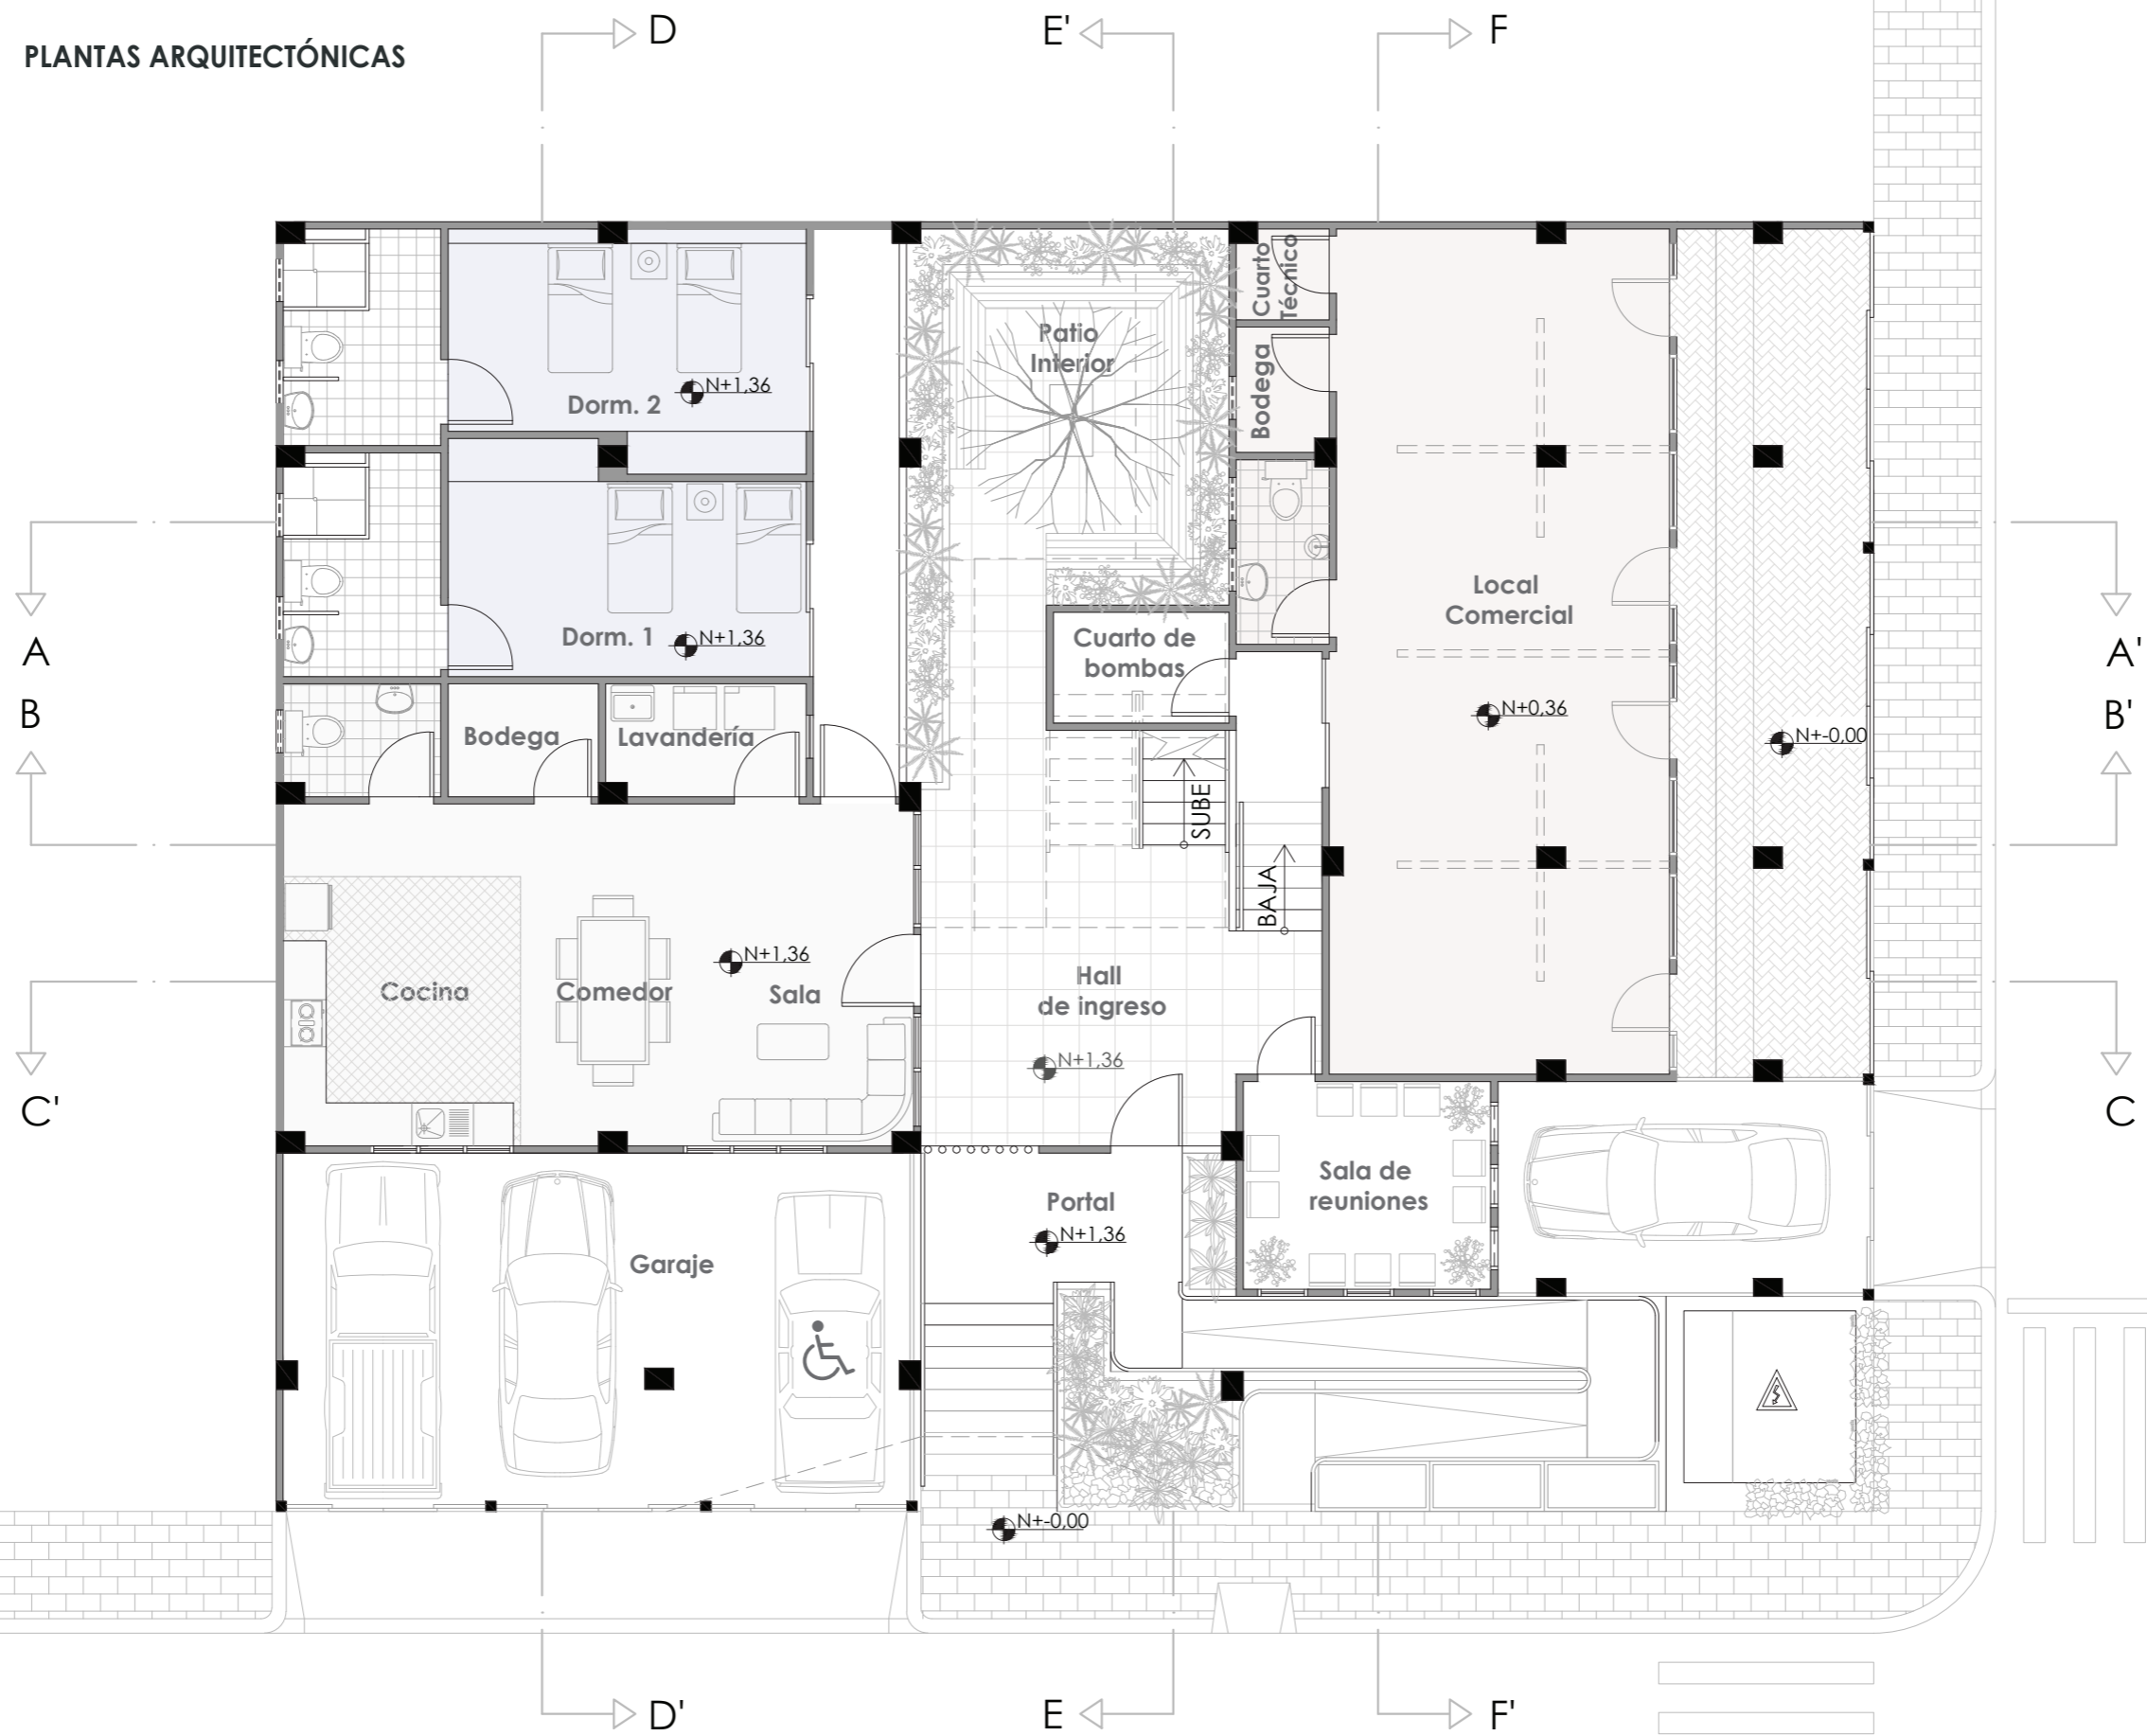 D
E'
F
PLANTAS ARQUITECTÓNICAS
Cuarto
Técnico
Patio
Interior
N+1,36
Dorm. 2
Bodega
Local
Comercial
Dorm. 1
N+1,36
Cuarto de
bombas
A
A'
B
B'
N+0,36
N+-0,00
Bodega
Lavandería
SUBE
BAJA
N+1,36
Cocina
Comedor
Sala
Hall
de ingreso
N+1,36
C'
C
Sala de
reuniones
Portal
N+1,36
Garaje
N+-0,00
D'
E
F'